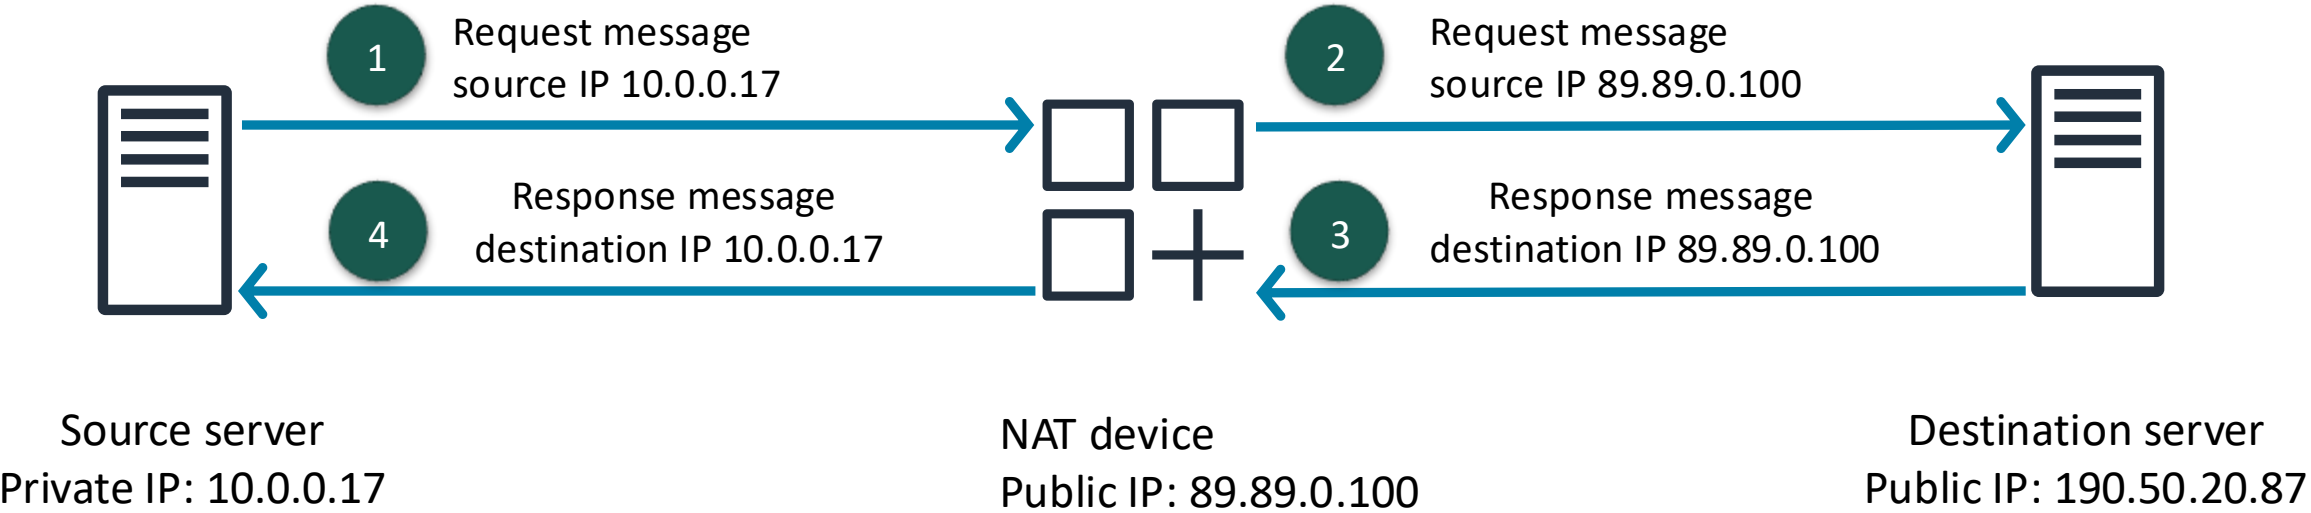 1
Request message
source IP 10.0.0.17
2
Request message
source IP 89.89.0.100
4
Response message
destination IP 10.0.0.17
3
Response message
destination IP 89.89.0.100
Source server
Private IP: 10.0.0.17
NAT device
Public IP: 89.89.0.100
Destination server
Public IP: 190.50.20.87